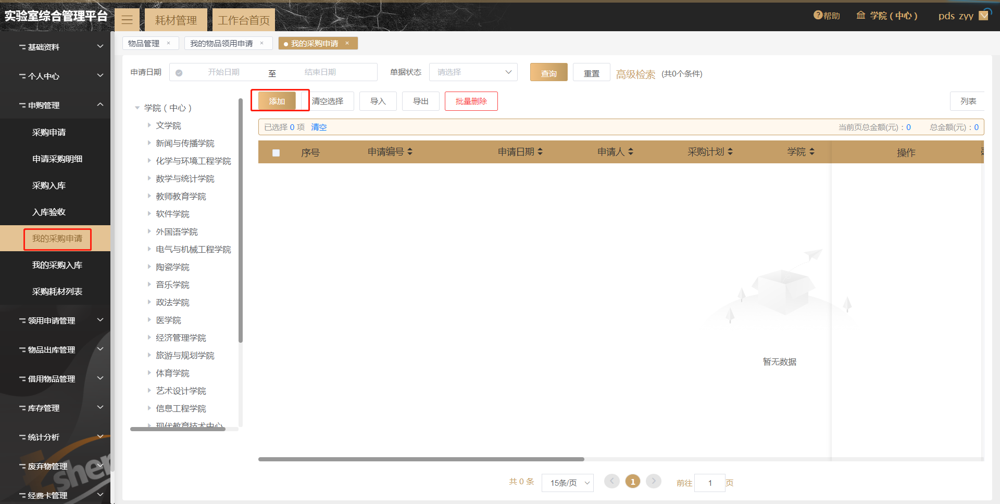 实验室综合管理平台
耗材管理
工作台首页
帮助
学院（中心）
pds zyy
基础资料
个人中心
申购管理
采购申请
申请采购明细
采购入库
入库验收
我的采购申请
我的采购入库
采购耗材列表
领用申请管理
物品出库管理
借用物品管理
库存管理
统计分析
废弃物管理
经费卡管理
物品管理 ×
我的物品领用申请 ×
我的采购申请 ×
申请日期 开始日期 至 结束日期 单据状态 请选择 查询 重置 高级检索 (共0个条件)
添加 清空选择 导入 导出 批量删除 列表
学院（中心）
文学院
新闻与传播学院
化学与环境工程学院
数学与统计学院
教师教育学院
软件学院
外国语学院
电气与机械工程学院
陶瓷学院
音乐学院
政法学院
医学院
经济管理学院
旅游与规划学院
体育学院
艺术设计学院
信息工程学院
现代教育技术中心
已选择 0 项 清空 当前页总金额(元)：0 总金额(元)：0
序号 申请编号 申请日期 申请人 采购计划 学院 操作
暂无数据
共 0 条 15条/页 1 前往 1 页